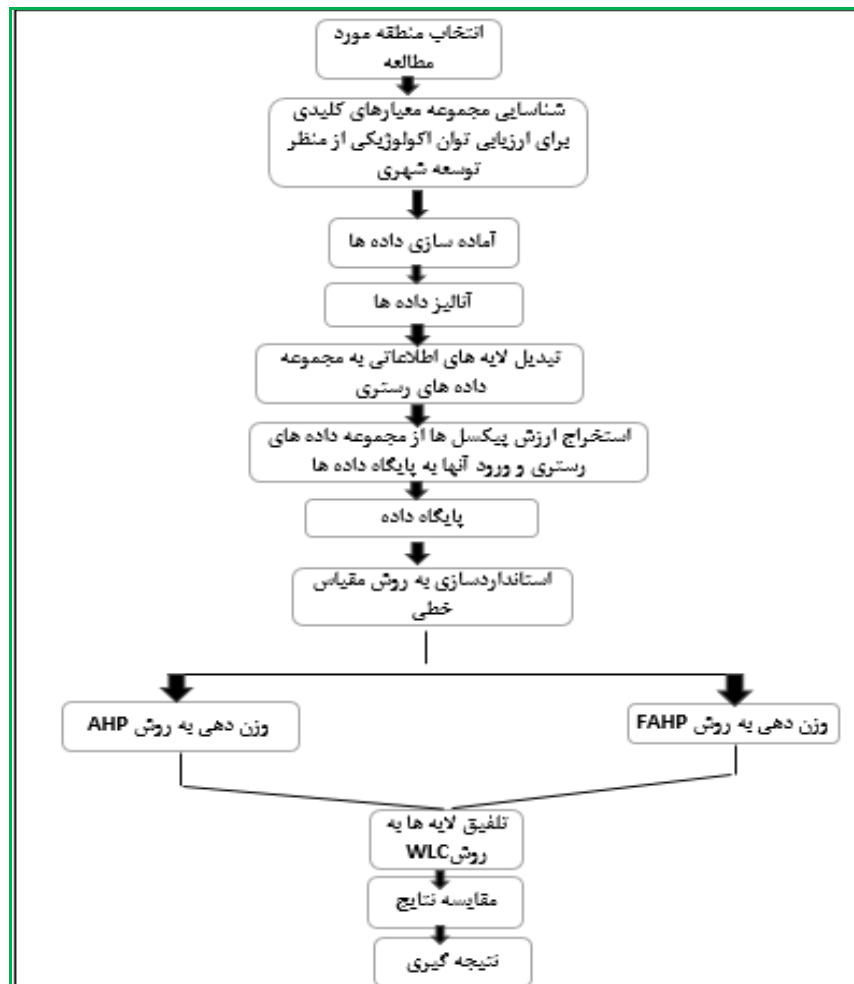 انتخاب منطقه مورد
مطالعه
شناسایی مجموعه معیارهای کلیدی
برای ارزیابی توان اکولوژیکی از منظر
توسعه شهری
آماده سازی داده ها
آنالیز داده ها
تبدیل لایه های اطلاعاتی به مجموعه
داده های رستری
استخراج ارزش پیکسل ها از مجموعه داده های
رستری و ورود آنها به پایگاه داده ها
پایگاه داده
استانداردسازی به روش مقیاس
خطی
وزن دهی به روش FAHP
وزن دهی به روش AHP
تلفیق لایه ها به
روشWLC
مقایسه نتایج
نتیجه گیری